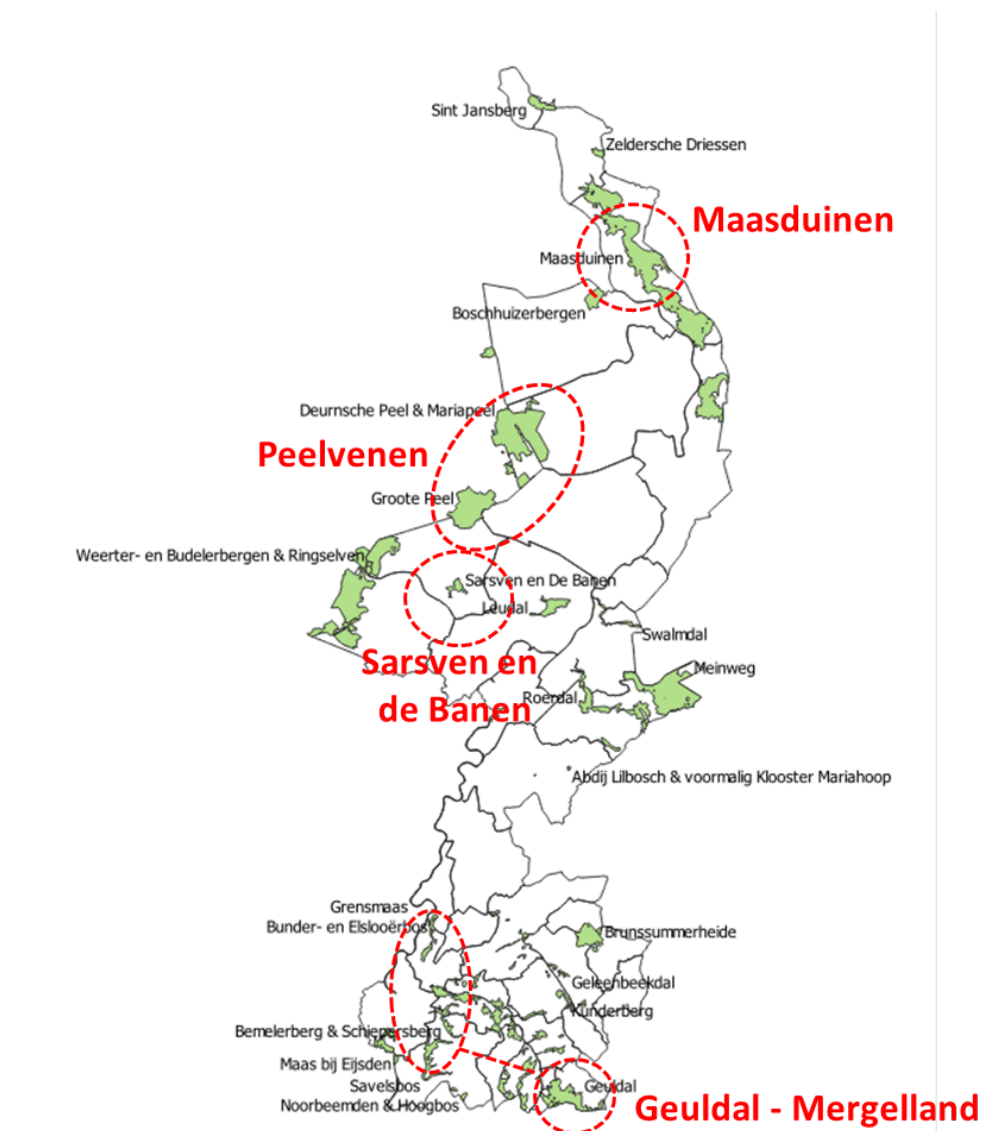 Sint Jansberg
Zeldersche Driessen
Maasduinen
Maasduinen
Boschhuizerbergen
Deurnsche Peel & Mariapeel
Peelvenen
Groote Peel
Weerter- en Budelerbergen & Ringselven
Sarsven en De Banen
Leudal
Swalmdal
Sarsven en
de Banen
Meinweg
Roerdal
Abdij Lilbosch & voormalig Klooster Mariahoop
Grensmaas
Bunder- en Elslooërbos
Brunssummerheide
Geleenbeekdal
Kunderberg
Bemelerberg & Schiepersberg
Maas bij Eijsden
Savelsbos
Geuldal
Noorbeemden & Hoogbos
Geuldal - Mergelland